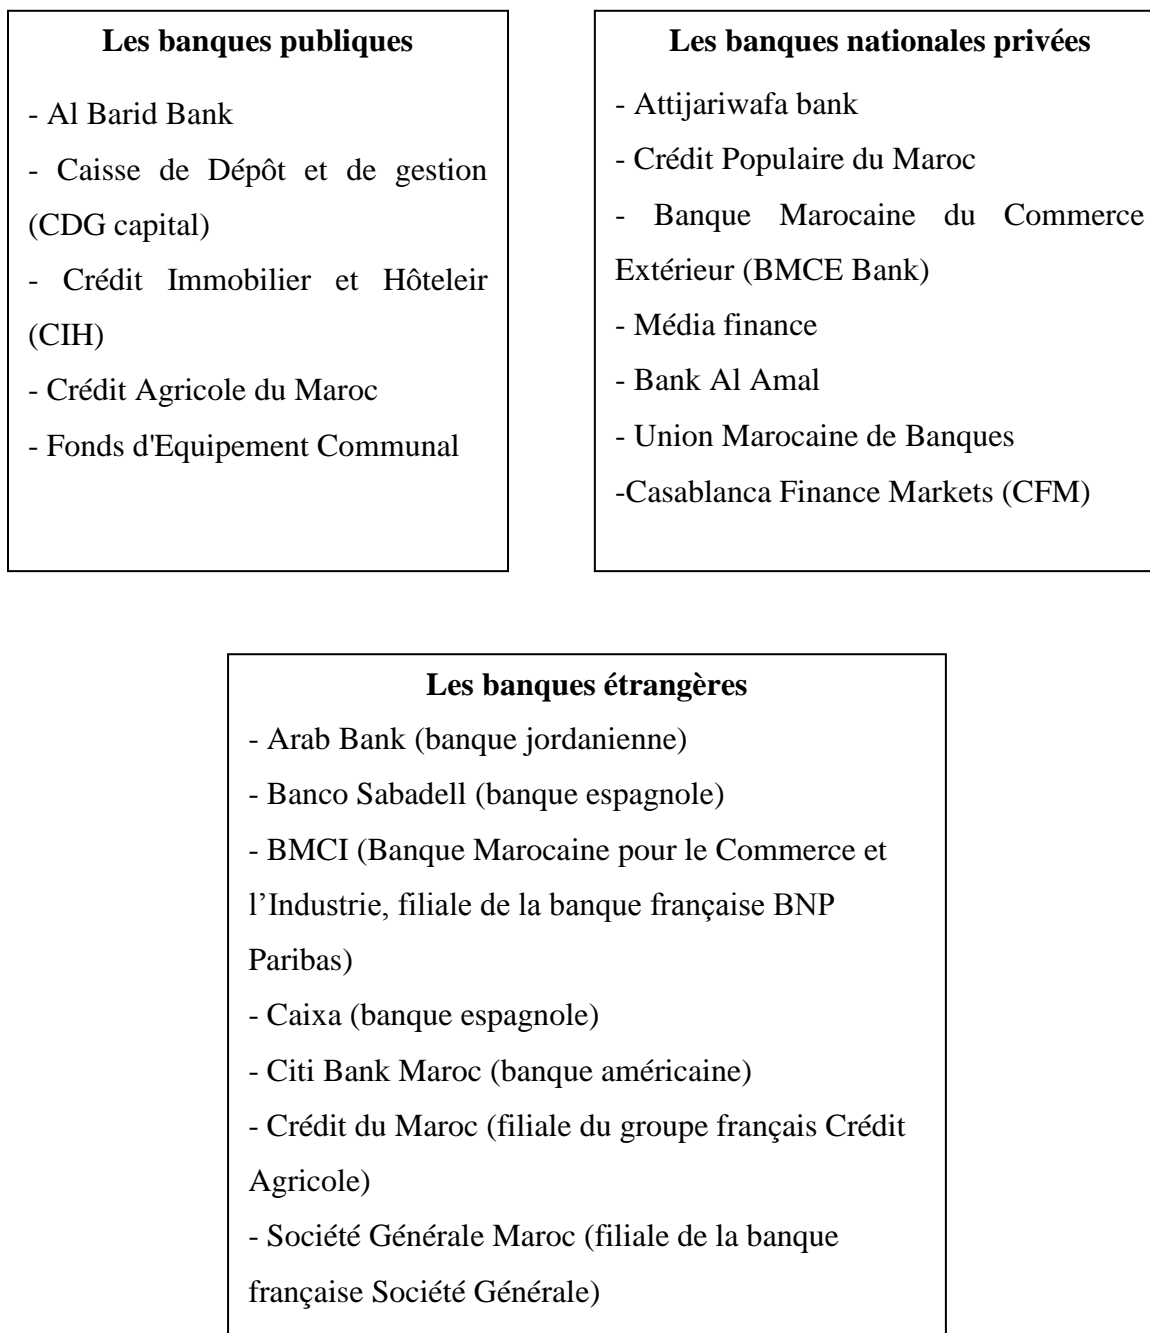 Les banques publiques
- Al Barid Bank
- Caisse de Dépôt et de gestion
(CDG capital)
- Crédit Immobilier et Hôteleir
(CIH)
- Crédit Agricole du Maroc
- Fonds d'Equipement Communal
Les banques nationales privées
- Attijariwafa bank
- Crédit Populaire du Maroc
- Banque Marocaine du Commerce
Extérieur (BMCE Bank)
- Média finance
- Bank Al Amal
- Union Marocaine de Banques
-Casablanca Finance Markets (CFM)
Les banques étrangères
- Arab Bank (banque jordanienne)
- Banco Sabadell (banque espagnole)
- BMCI (Banque Marocaine pour le Commerce et
l’Industrie, filiale de la banque française BNP
Paribas)
- Caixa (banque espagnole)
- Citi Bank Maroc (banque américaine)
- Crédit du Maroc (filiale du groupe français Crédit
Agricole)
- Société Générale Maroc (filiale de la banque
française Société Générale)